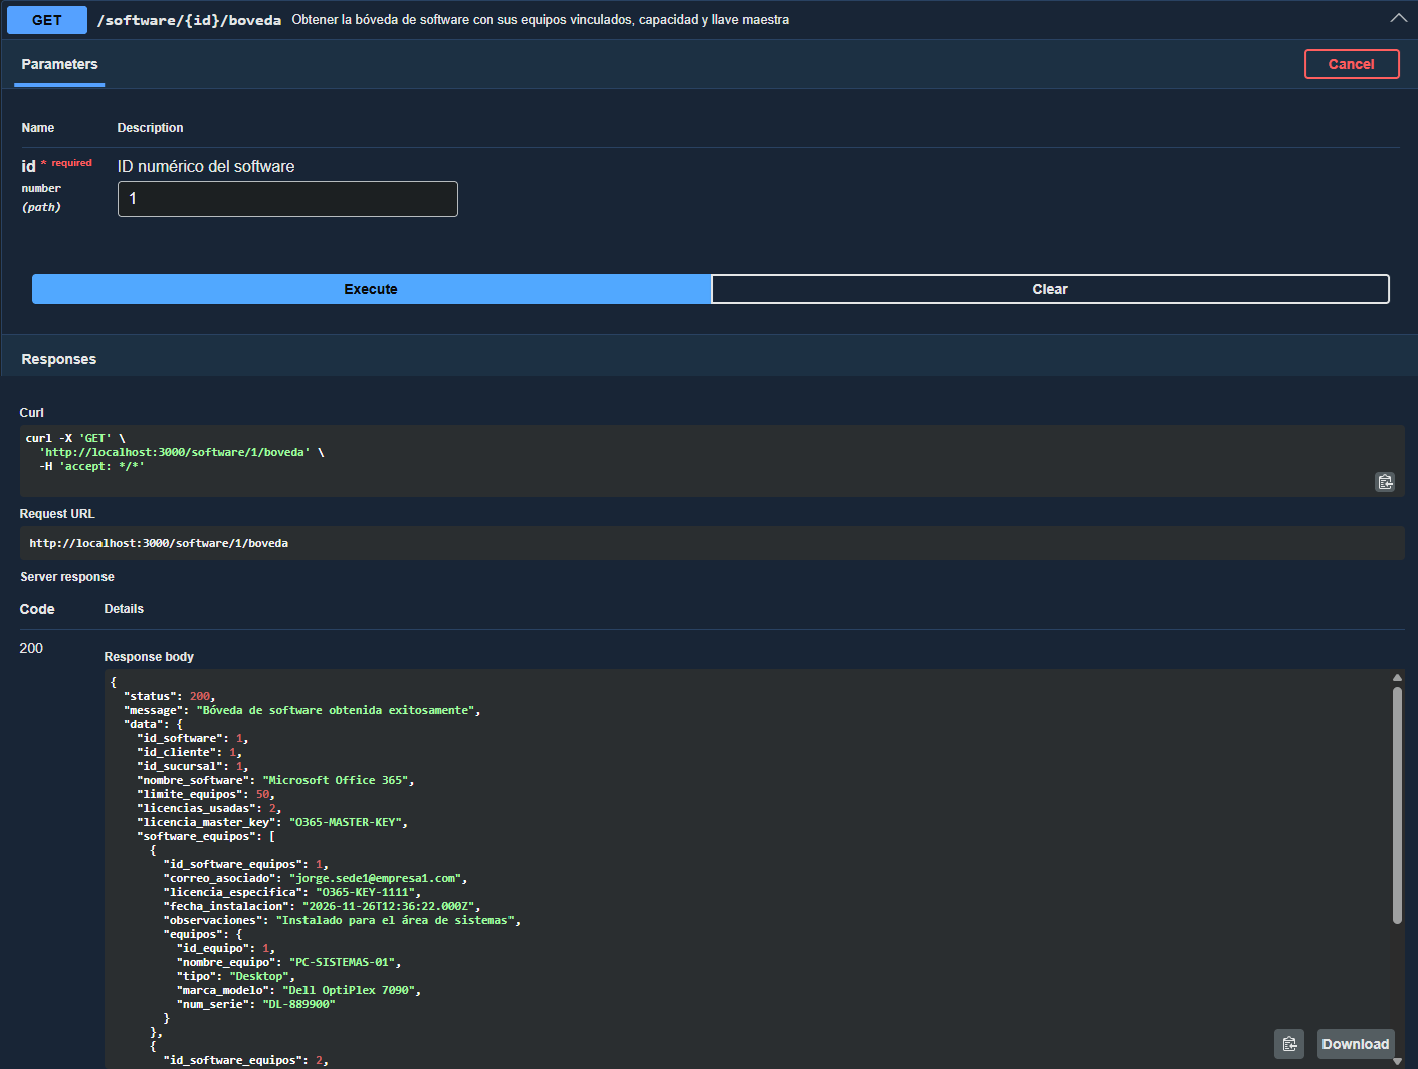 GET /software/{id}/boveda Obtener la bóveda de software con sus equipos vinculados, capacidad y llave maestra
Parameters
Cancel
Name Description
id * required ID numérico del software
number
(path)
1
Execute Clear
Responses
Curl
curl -X 'GET' \
'http://localhost:3000/software/1/boveda' \
-H 'accept: */*'
Request URL
http://localhost:3000/software/1/boveda
Server response
Code Details
200
Response body
{
"status": 200,
"message": "Bóveda de software obtenida exitosamente",
"data": {
"id_software": 1,
"id_cliente": 1,
"id_sucursal": 1,
"nombre_software": "Microsoft Office 365",
"limite_equipos": 50,
"licencias_usadas": 2,
"licencia_master_key": "O365-MASTER-KEY",
"software_equipos": [
{
"id_software_equipos": 1,
"correo_asociado": "jorge.sede1@empresa1.com",
"licencia_especifica": "O365-KEY-1111",
"fecha_instalacion": "2026-11-26T12:36:22.000Z",
"observaciones": "Instalado para el área de sistemas",
"equipos": {
"id_equipo": 1,
"nombre_equipo": "PC-SISTEMAS-01",
"tipo": "Desktop",
"marca_modelo": "Dell OptiPlex 7090",
"num_serie": "DL-889900"
}
},
{
"id_software_equipos": 2,
Download